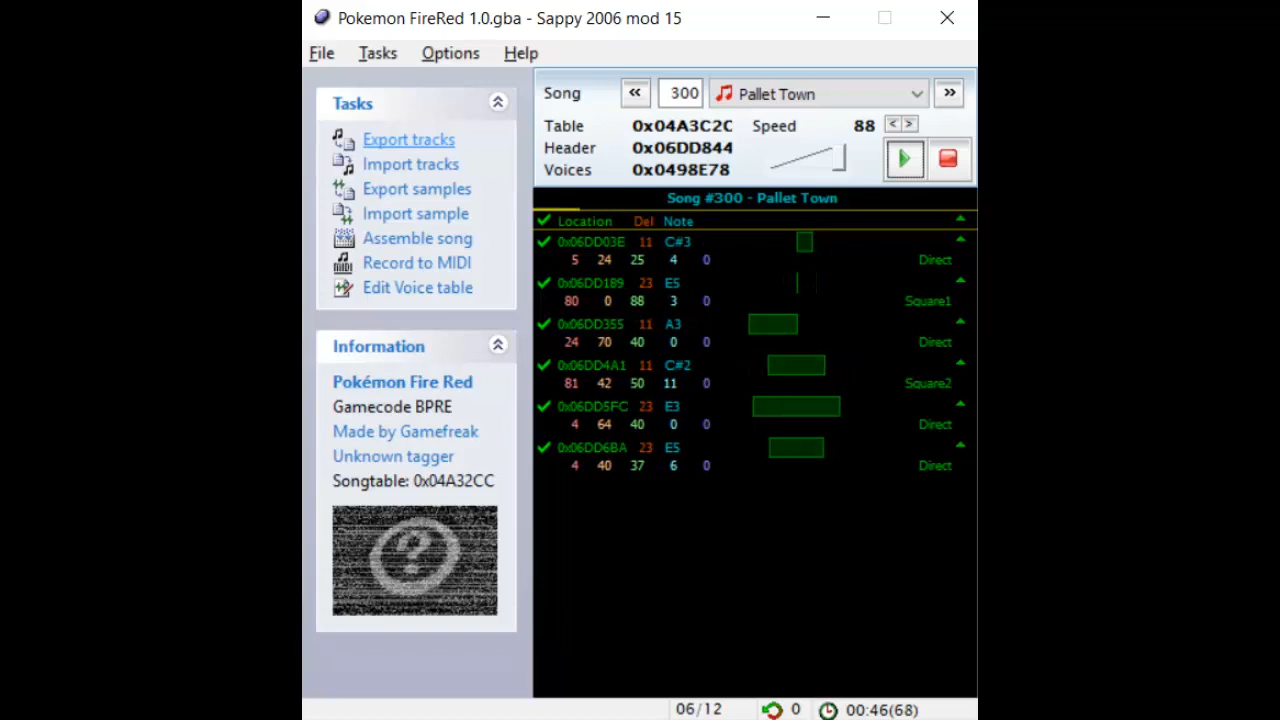 Pokemon FireRed 1.0.gba - Sappy 2006 mod 15
File Tasks Options Help
Tasks
Export tracks
Import tracks
Export samples
Import sample
Assemble song
Record to MIDI
Edit Voice table
Information
Pokémon Fire Red
Gamecode BPRE
Made by Gamefreak
Unknown tagger
Songtable: 0x04A32CC
Song 300 Pallet Town
Table 0x04A3C2C Speed 88
Header 0x06DD844
Voices 0x0498E78
Song #300 - Pallet Town
Location Del Note
0x06DD03E 11 C#3
5 24 25 4 0 Direct
0x06DD189 23 E5
80 0 88 3 0 Square1
0x06DD355 11 A3
24 70 40 0 0 Direct
0x06DD4A1 11 C#2
81 42 50 11 0 Square2
0x06DD5FC 23 E3
4 64 40 0 0 Direct
0x06DD6BA 23 E5
4 40 37 6 0 Direct
06/12 0 00:46(68)